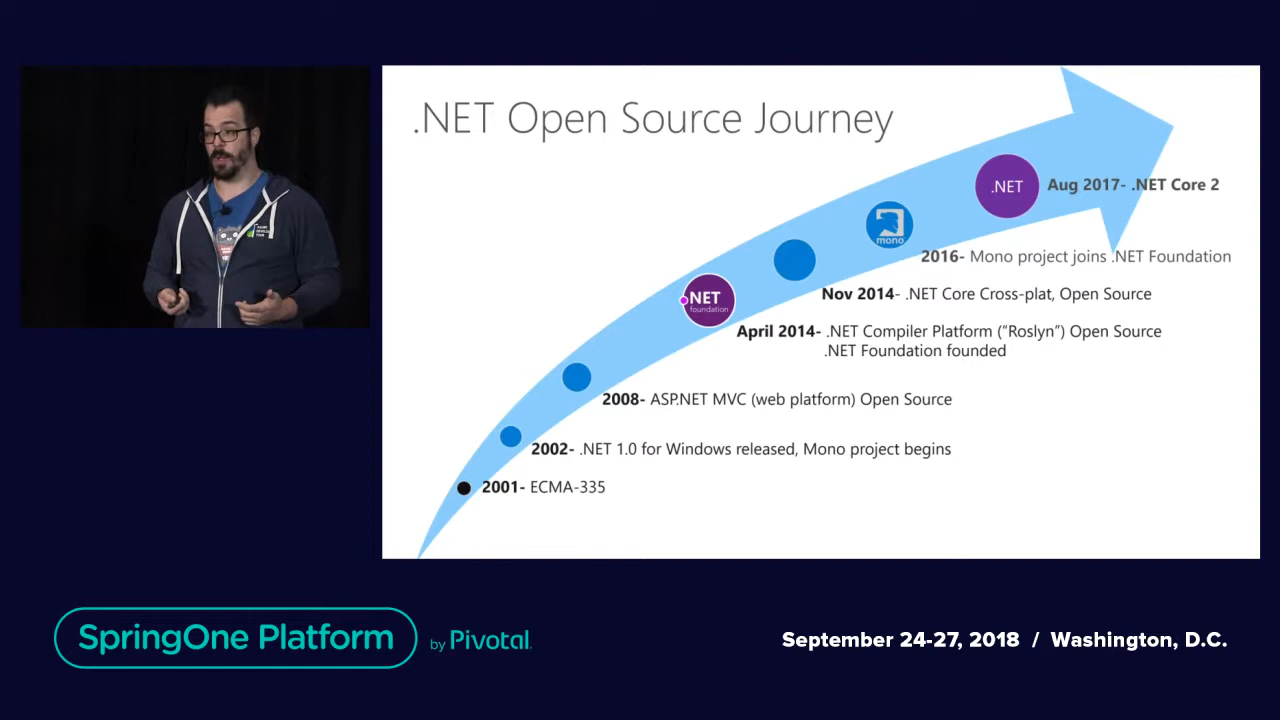 .NET Open Source Journey
.NET
Aug 2017- .NET Core 2
mono
2016- Mono project joins .NET Foundation
Nov 2014- .NET Core Cross-plat, Open Source
.NET
foundation
April 2014- .NET Compiler Platform (“Roslyn”) Open Source
.NET Foundation founded
2008- ASP.NET MVC (web platform) Open Source
2002- .NET 1.0 for Windows released, Mono project begins
2001- ECMA-335
SpringOne Platform
by Pivotal.
September 24-27, 2018 / Washington, D.C.